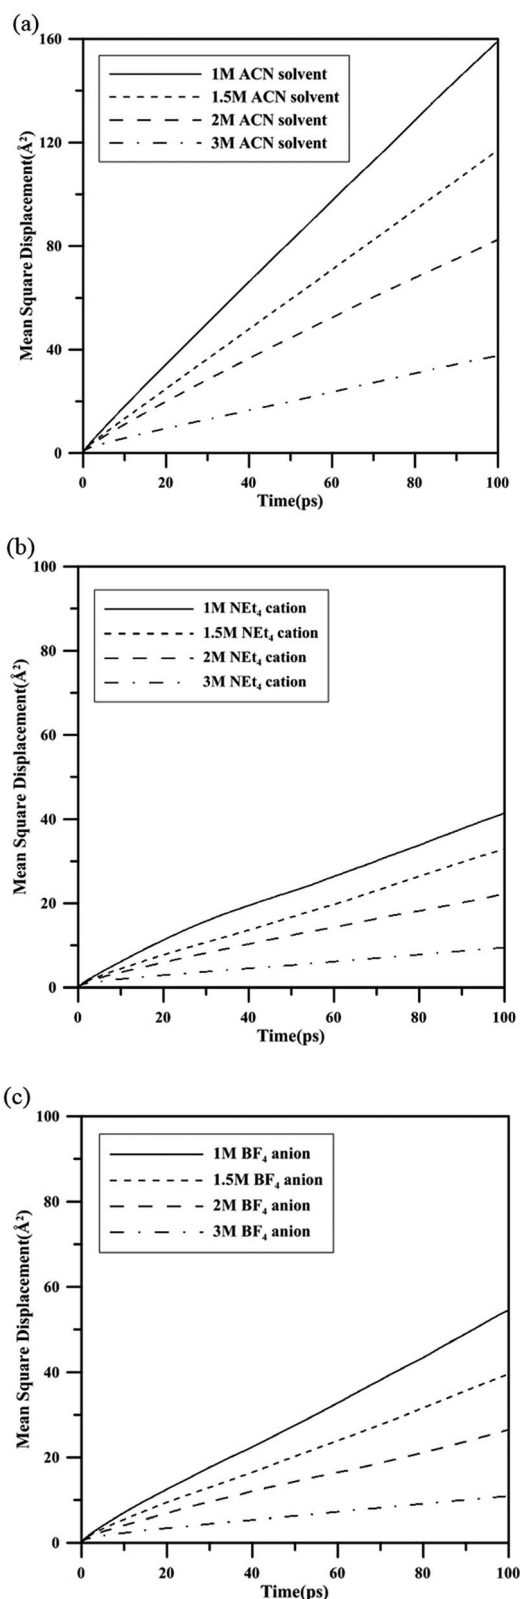 (a)
160
1M ACN solvent
1.5M ACN solvent
2M ACN solvent
3M ACN solvent
120
80
40
0
Mean Square Displacement(Å²)
0 20 40 60 80 100
Time(ps)
(b)
100
1M NEt₄ cation
1.5M NEt₄ cation
2M NEt₄ cation
3M NEt₄ cation
80
60
40
20
0
Mean Square Displacement(Å²)
0 20 40 60 80 100
Time(ps)
(c)
100
1M BF₄ anion
1.5M BF₄ anion
2M BF₄ anion
3M BF₄ anion
80
60
40
20
0
Mean Square Displacement(Å²)
0 20 40 60 80 100
Time(ps)